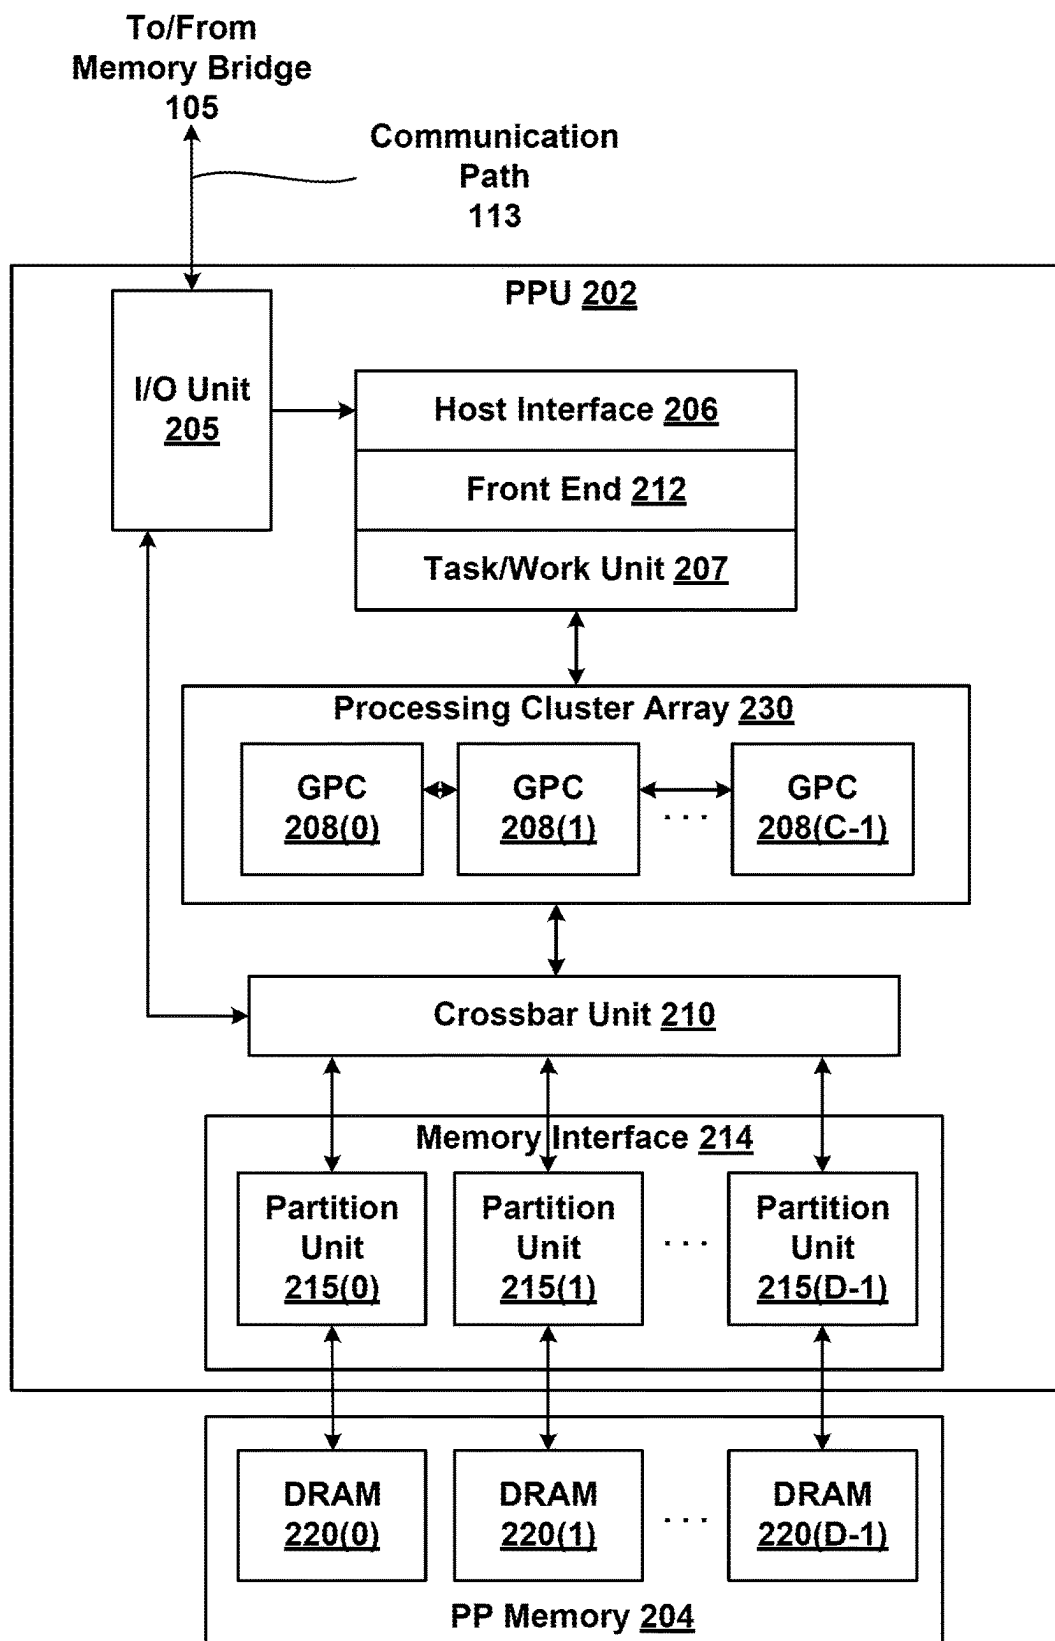 To/From
Memory Bridge
105
Communication
Path
113
PPU 202
I/O Unit
205
Host Interface 206
Front End 212
Task/Work Unit 207
Processing Cluster Array 230
GPC
208(0)
GPC
208(1)
. . .
GPC
208(C-1)
Crossbar Unit 210
Memory Interface 214
Partition
Unit
215(0)
Partition
Unit
215(1)
. . .
Partition
Unit
215(D-1)
DRAM
220(0)
DRAM
220(1)
. . .
DRAM
220(D-1)
PP Memory 204